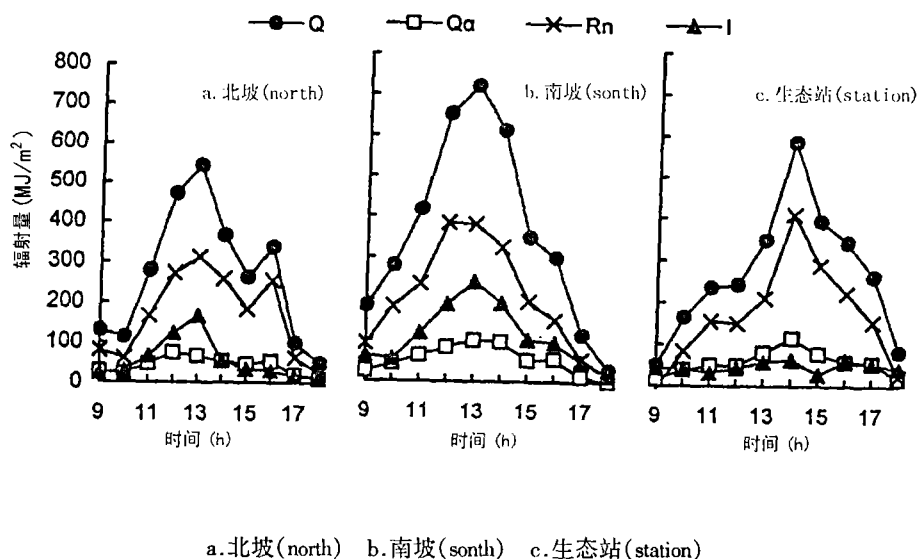 Q Qa Rn I
a.北坡(north) b.南坡(sonth) c.生态站(station)
辐射量(MJ/m²)
800
700
600
500
400
300
200
100
0
9 11 13 15 17 9 11 13 15 17 9 11 13 15 17
时间 (h) 时间 (h) 时间 (h)
a.北坡(north) b.南坡(sonth) c.生态站(station)